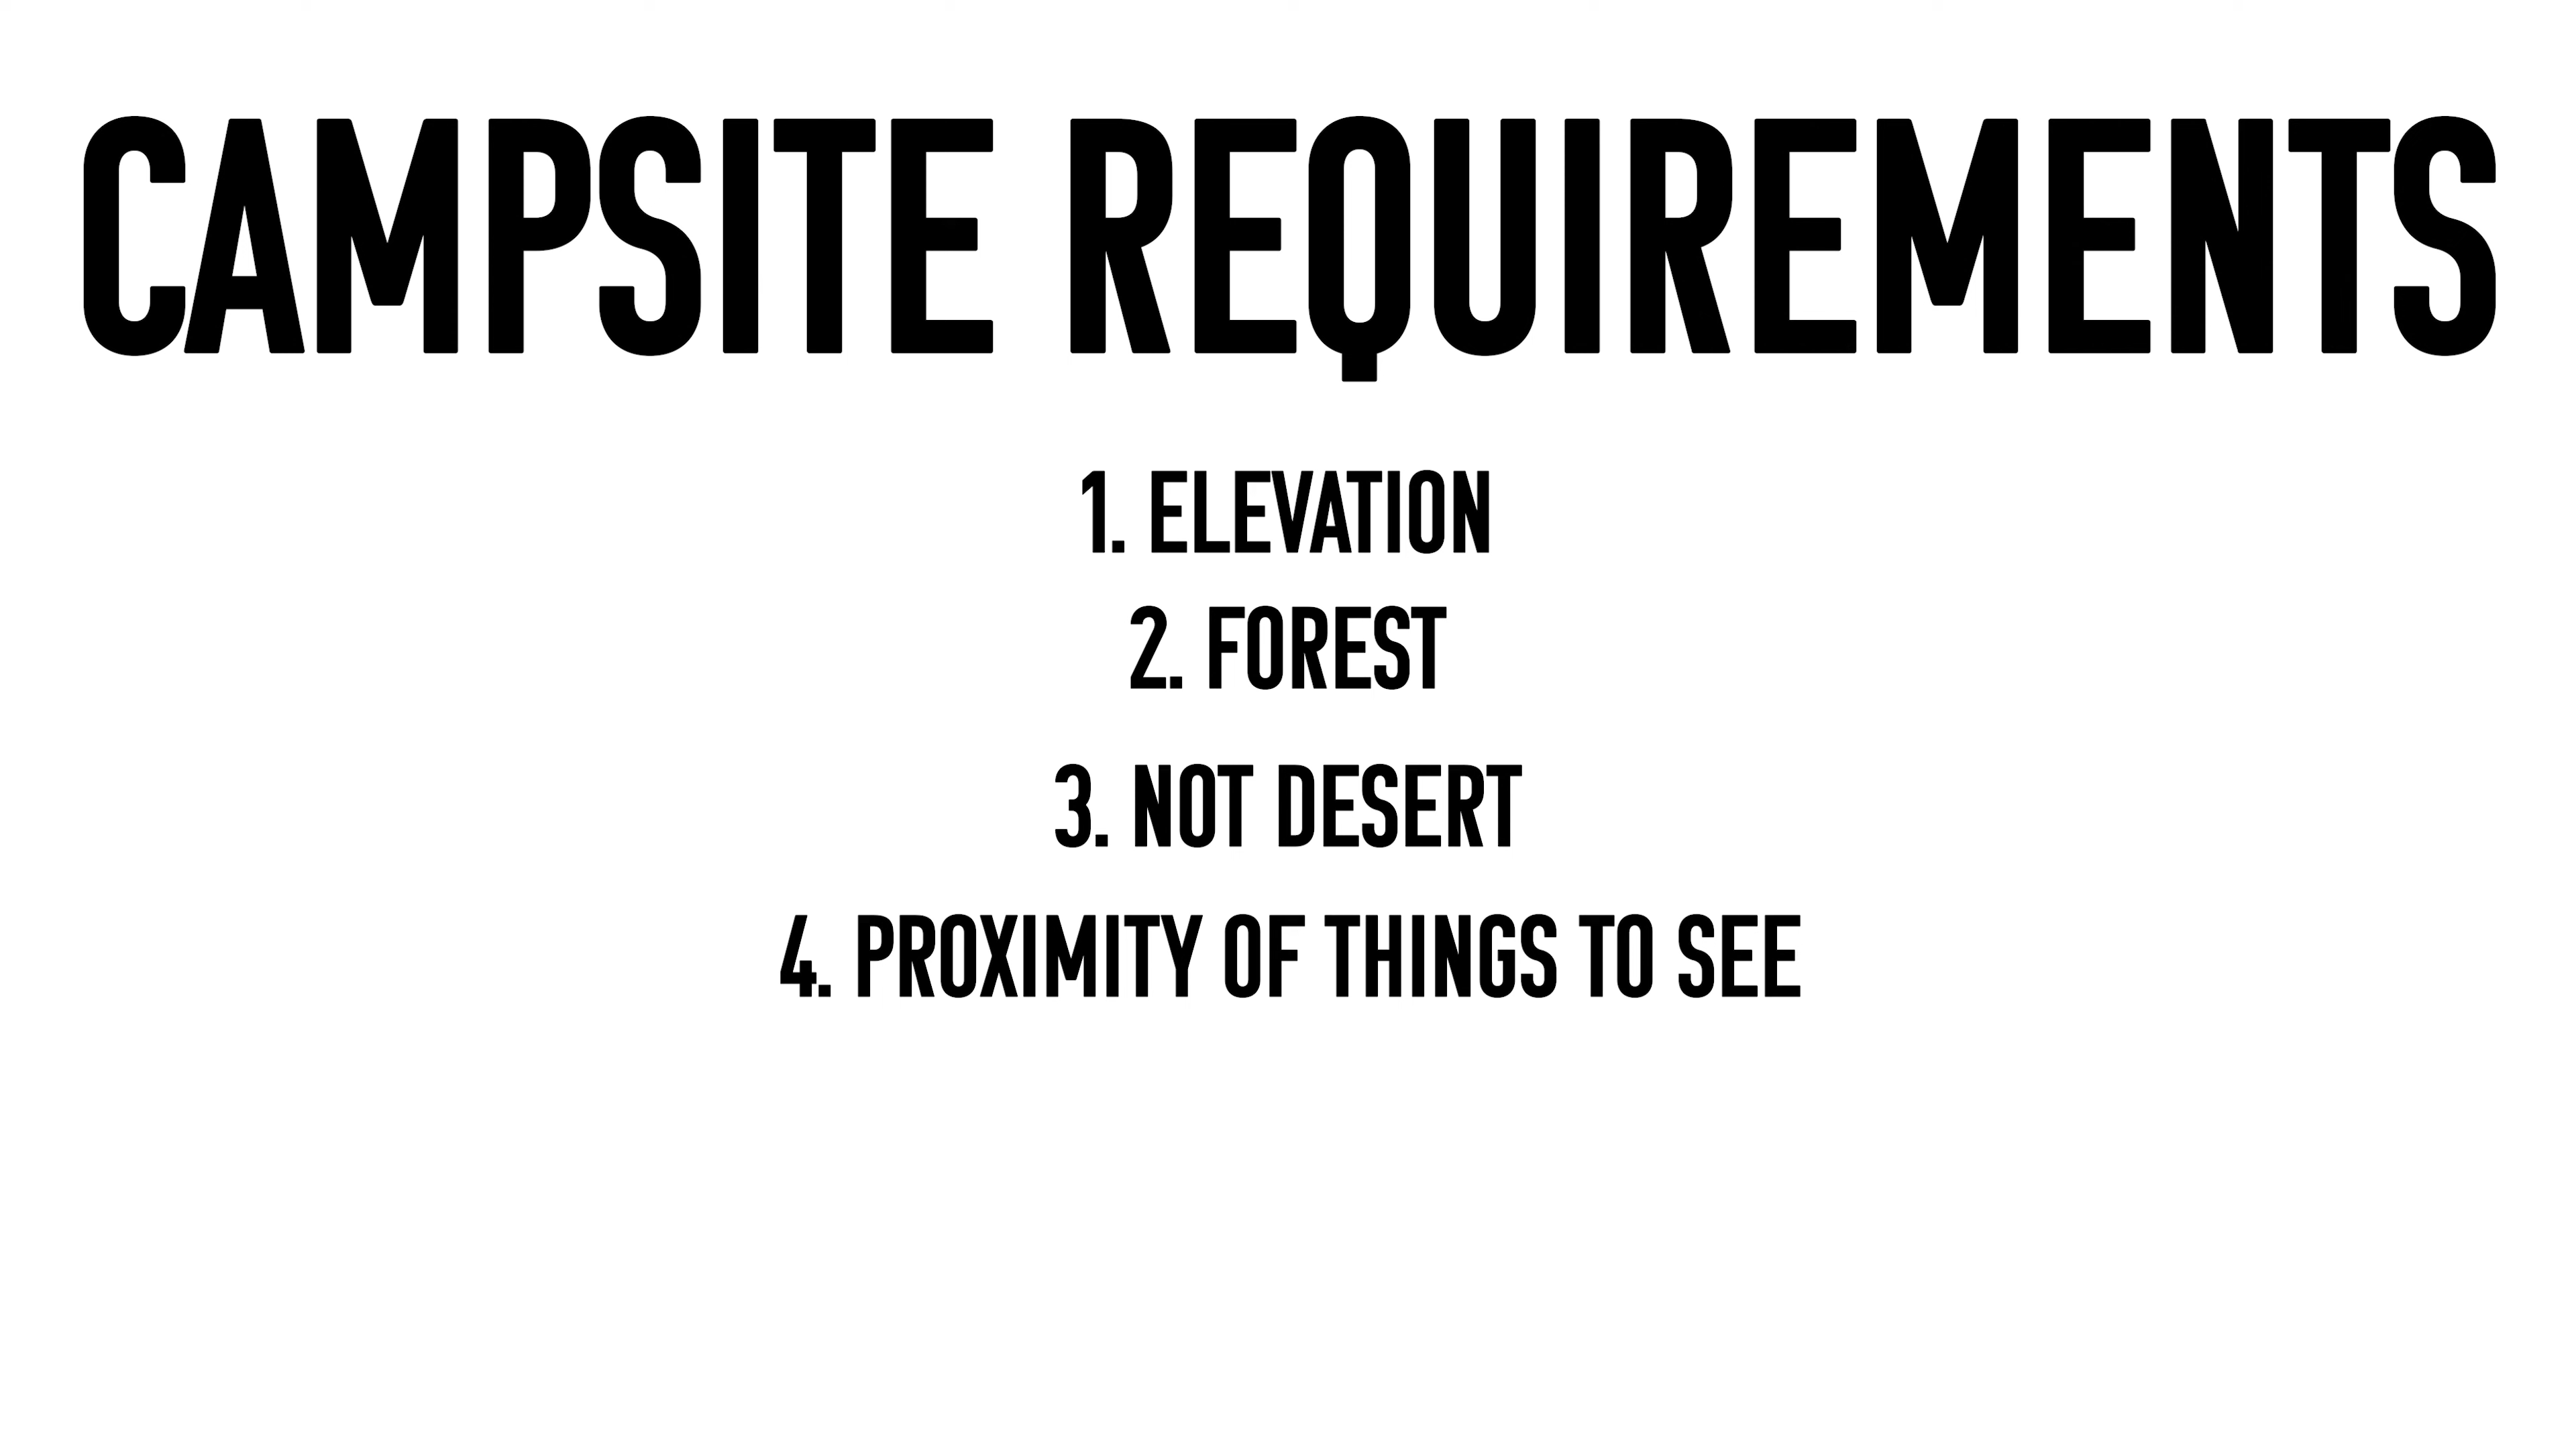 CAMPSITE REQUIREMENTS
1. ELEVATION
2. FOREST
3. NOT DESERT
4. PROXIMITY OF THINGS TO SEE